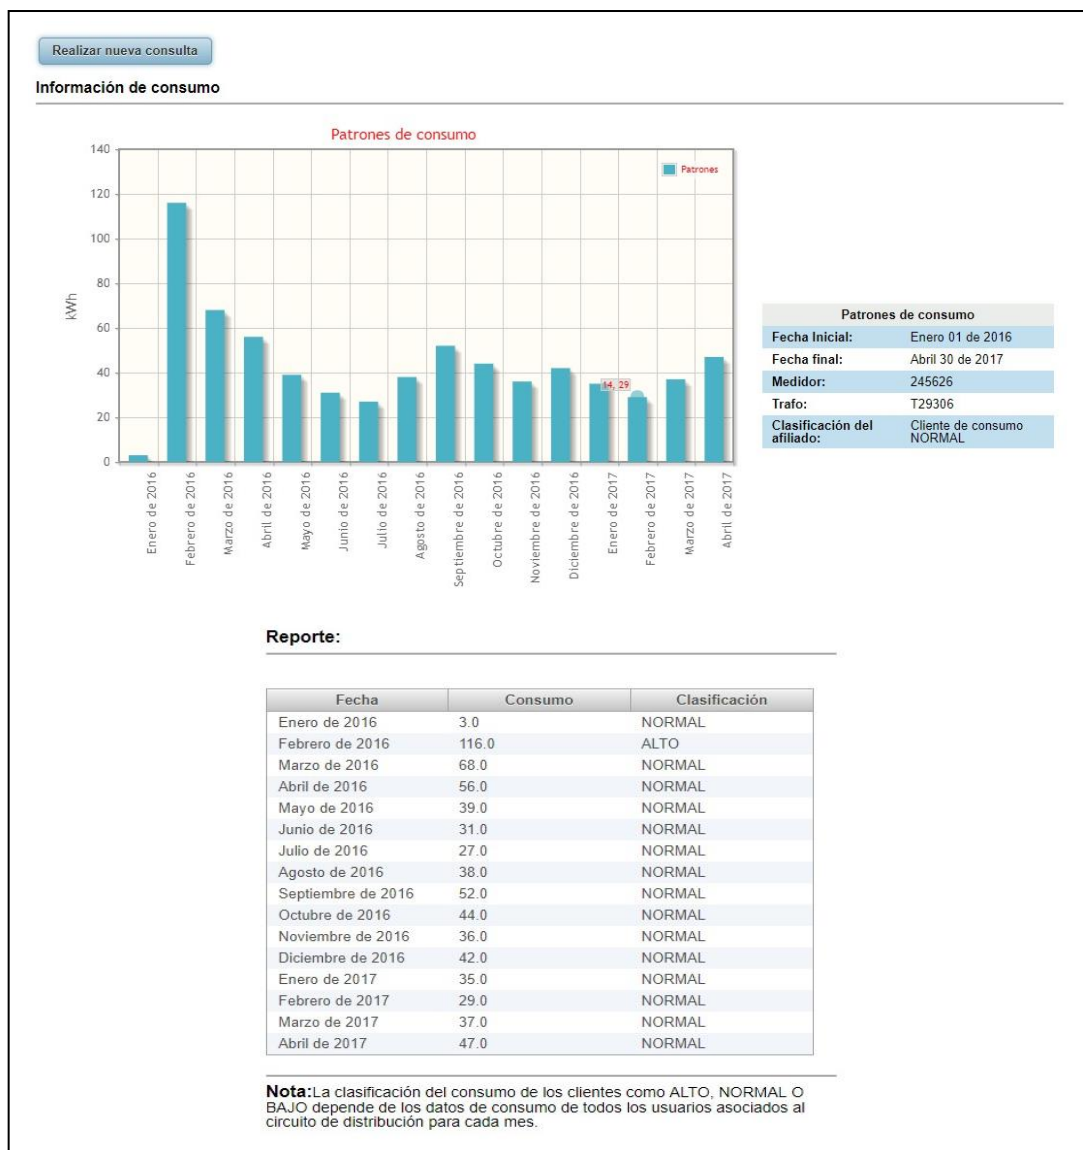 Realizar nueva consulta
Información de consumo
Patrones de consumo
140
120
100
80
60
40
20
0
kWh
Patrones
14, 29
Enero de 2016
Febrero de 2016
Marzo de 2016
Abril de 2016
Mayo de 2016
Junio de 2016
Julio de 2016
Agosto de 2016
Septiembre de 2016
Octubre de 2016
Noviembre de 2016
Diciembre de 2016
Enero de 2017
Febrero de 2017
Marzo de 2017
Abril de 2017
Patrones de consumo
Fecha Inicial: Enero 01 de 2016
Fecha final: Abril 30 de 2017
Medidor: 245626
Trafo: T29306
Clasificación del afiliado: Cliente de consumo NORMAL
Reporte:
Fecha Consumo Clasificación
Enero de 2016 3.0 NORMAL
Febrero de 2016 116.0 ALTO
Marzo de 2016 68.0 NORMAL
Abril de 2016 56.0 NORMAL
Mayo de 2016 39.0 NORMAL
Junio de 2016 31.0 NORMAL
Julio de 2016 27.0 NORMAL
Agosto de 2016 38.0 NORMAL
Septiembre de 2016 52.0 NORMAL
Octubre de 2016 44.0 NORMAL
Noviembre de 2016 36.0 NORMAL
Diciembre de 2016 42.0 NORMAL
Enero de 2017 35.0 NORMAL
Febrero de 2017 29.0 NORMAL
Marzo de 2017 37.0 NORMAL
Abril de 2017 47.0 NORMAL
Nota:La clasificación del consumo de los clientes como ALTO, NORMAL O
BAJO depende de los datos de consumo de todos los usuarios asociados al
circuito de distribución para cada mes.